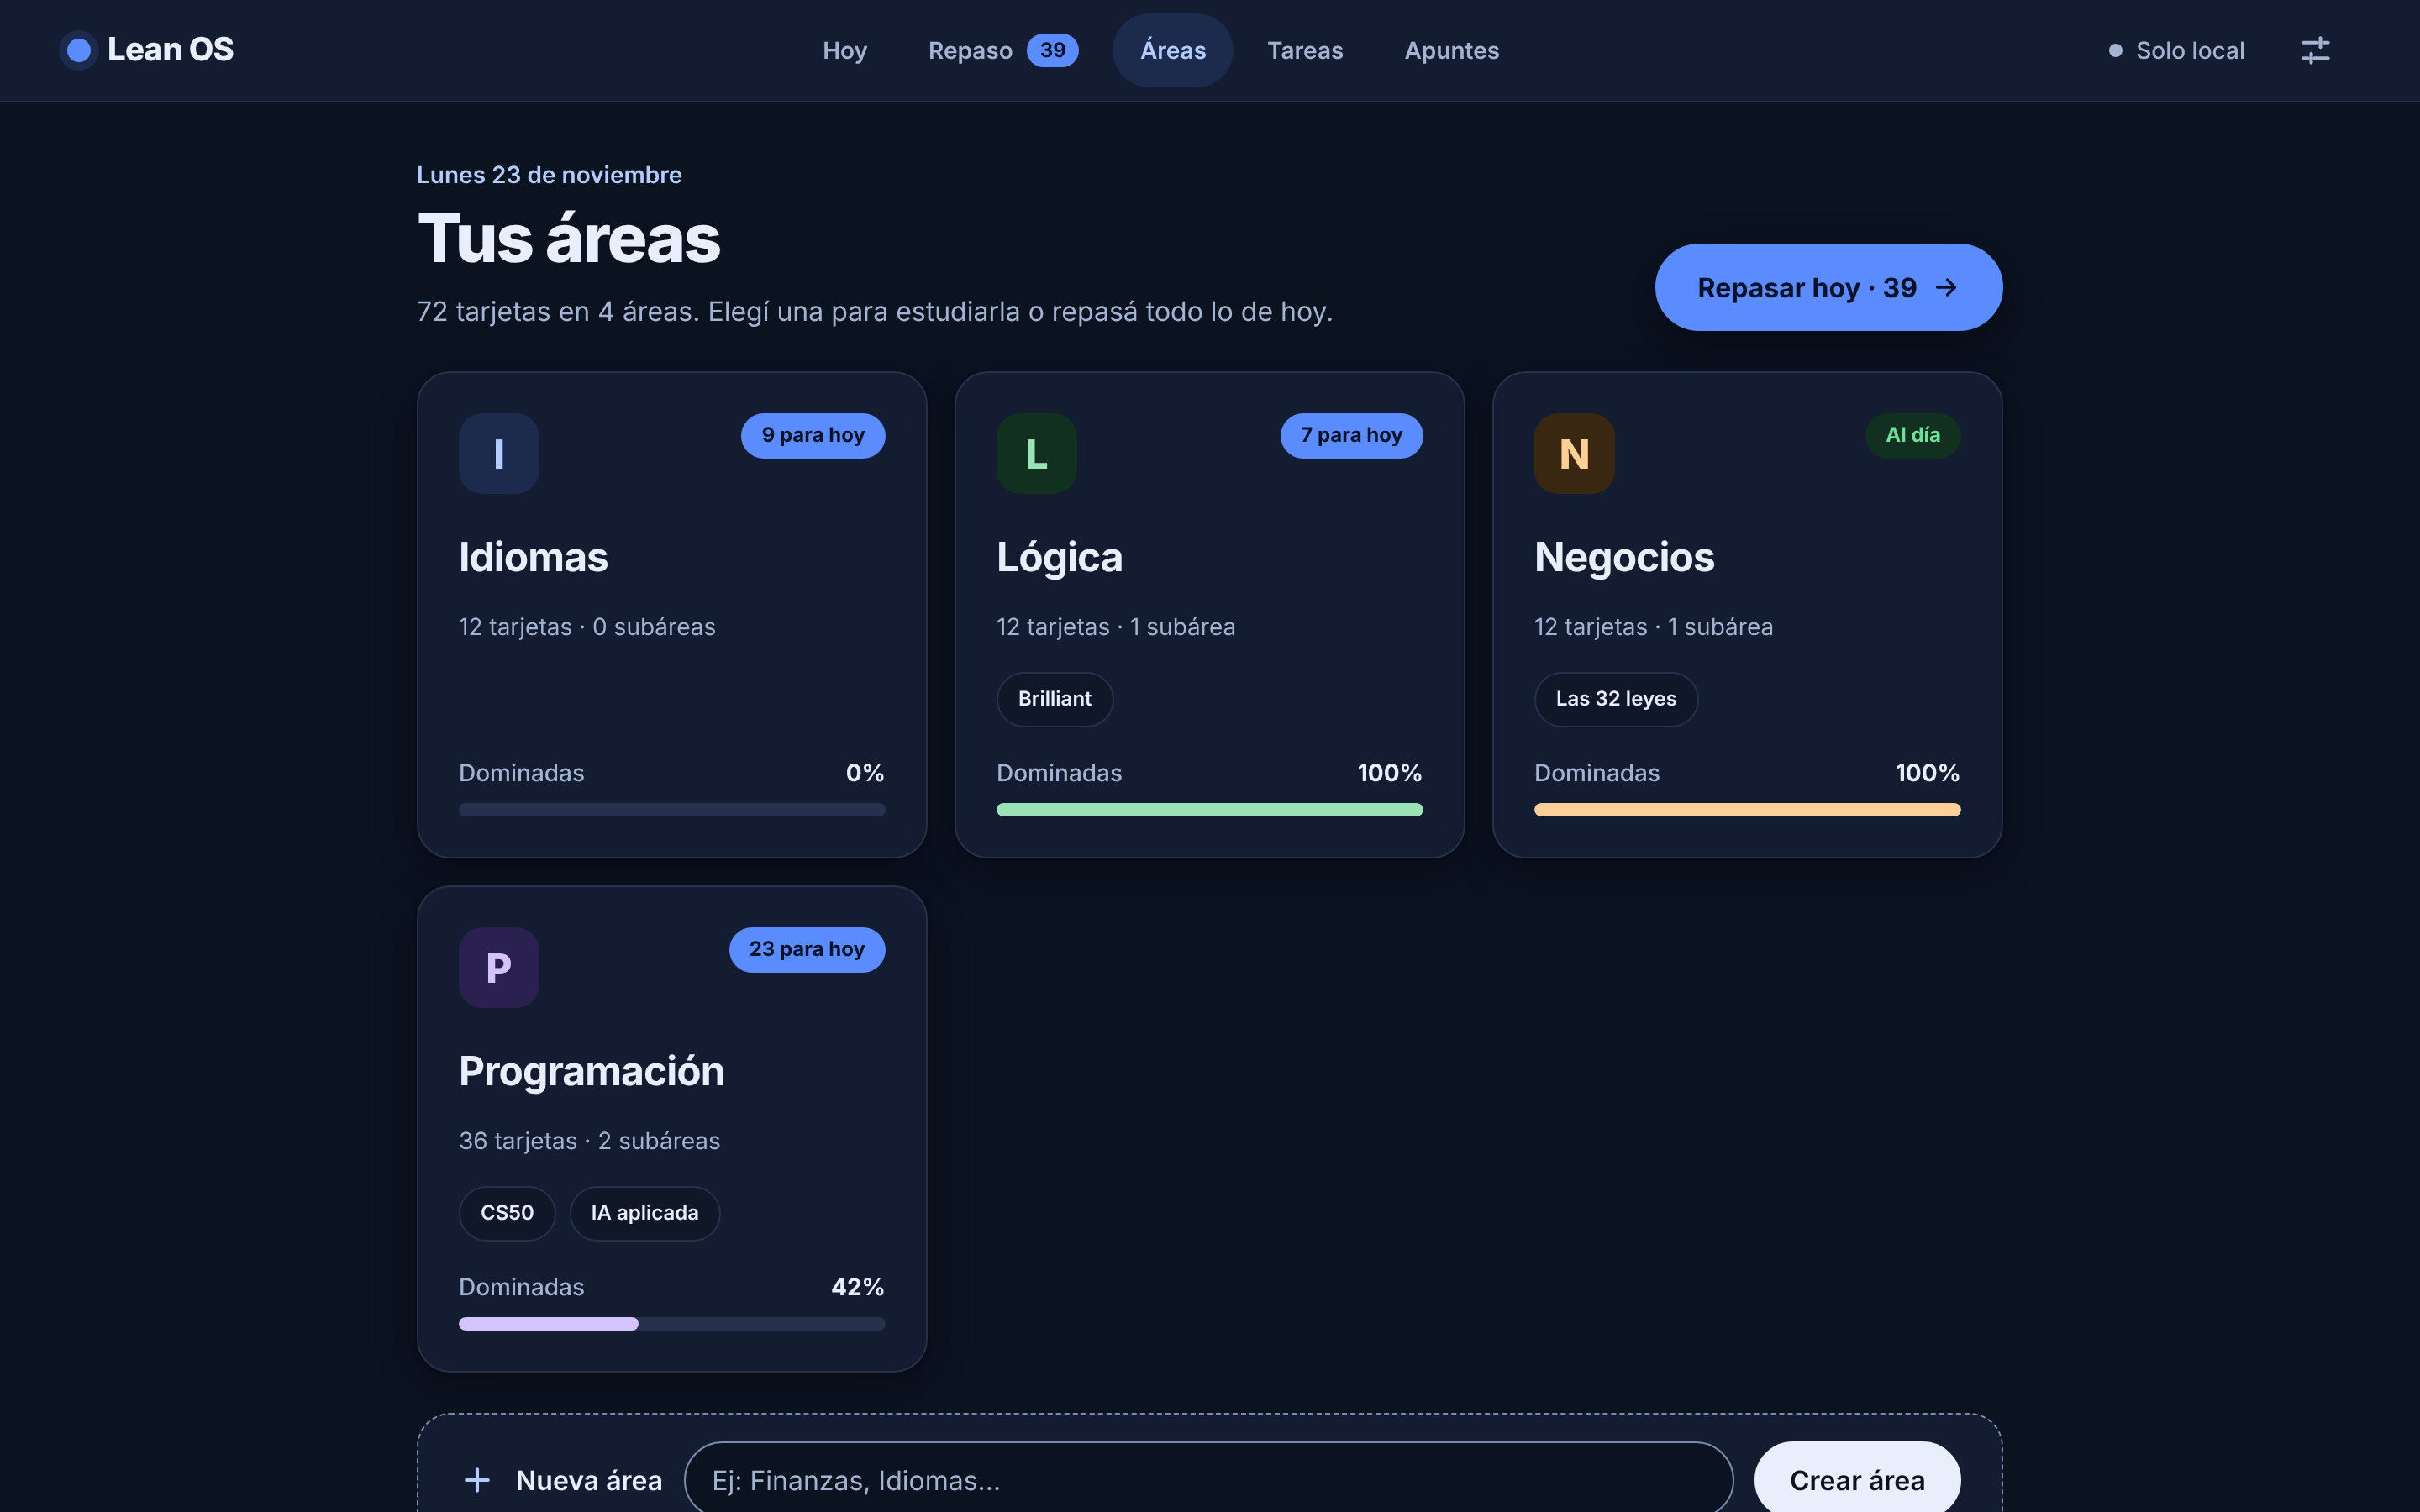 Lean OS
Hoy
Repaso 39
Áreas
Tareas
Apuntes
Solo local
Lunes 23 de noviembre
Tus áreas
72 tarjetas en 4 áreas. Elegí una para estudiarla o repasá todo lo de hoy.
Repasar hoy · 39 →
I
9 para hoy
Idiomas
12 tarjetas · 0 subáreas
Dominadas 0%
L
7 para hoy
Lógica
12 tarjetas · 1 subárea
Brilliant
Dominadas 100%
N
Al día
Negocios
12 tarjetas · 1 subárea
Las 32 leyes
Dominadas 100%
P
23 para hoy
Programación
36 tarjetas · 2 subáreas
CS50
IA aplicada
Dominadas 42%
+ Nueva área
Ej: Finanzas, Idiomas...
Crear área